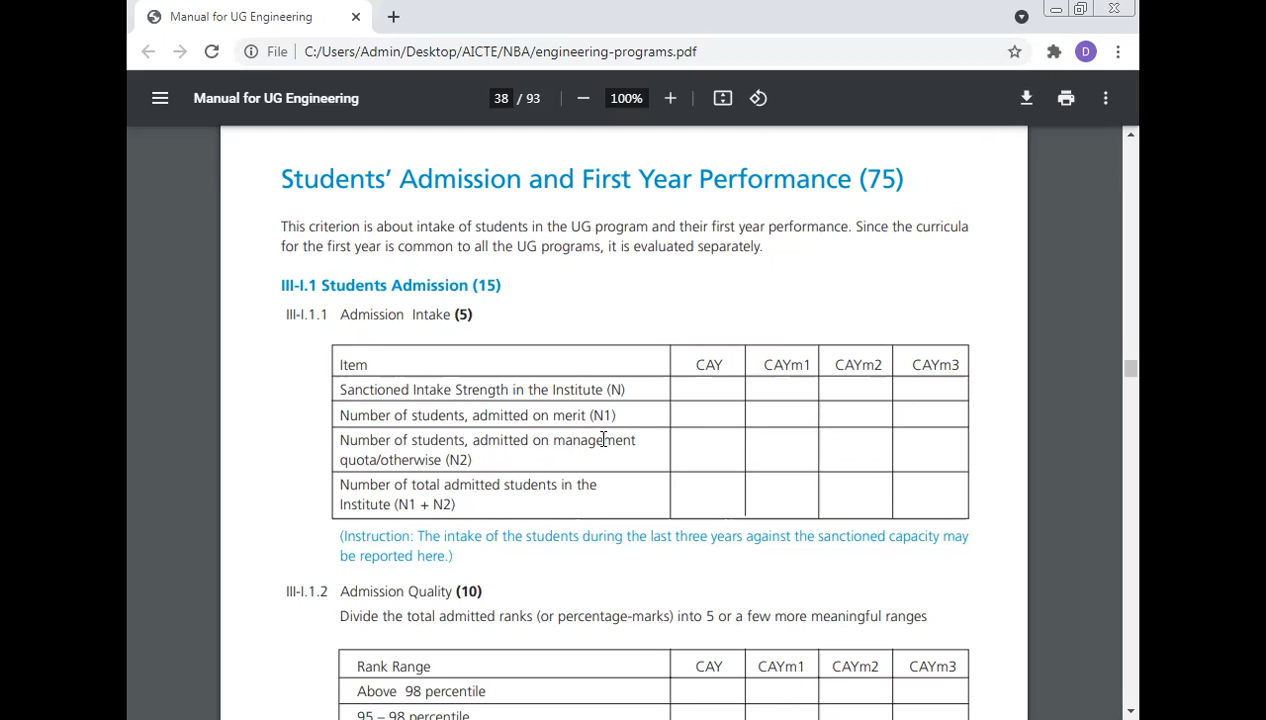 Manual for UG Engineering
File C:/Users/Admin/Desktop/AICTE/NBA/engineering-programs.pdf
D
Manual for UG Engineering 38 / 93 100%
Students’ Admission and First Year Performance (75)
This criterion is about intake of students in the UG program and their first year performance. Since the curricula
for the first year is common to all the UG programs, it is evaluated separately.
III-I.1 Students Admission (15)
III-I.1.1 Admission Intake (5)
Item CAY CAYm1 CAYm2 CAYm3
Sanctioned Intake Strength in the Institute (N)
Number of students, admitted on merit (N1)
Number of students, admitted on management
quota/otherwise (N2)
Number of total admitted students in the
Institute (N1 + N2)
(Instruction: The intake of the students during the last three years against the sanctioned capacity may
be reported here.)
III-I.1.2 Admission Quality (10)
Divide the total admitted ranks (or percentage-marks) into 5 or a few more meaningful ranges
Rank Range CAY CAYm1 CAYm2 CAYm3
Above 98 percentile
95 – 98 percentile